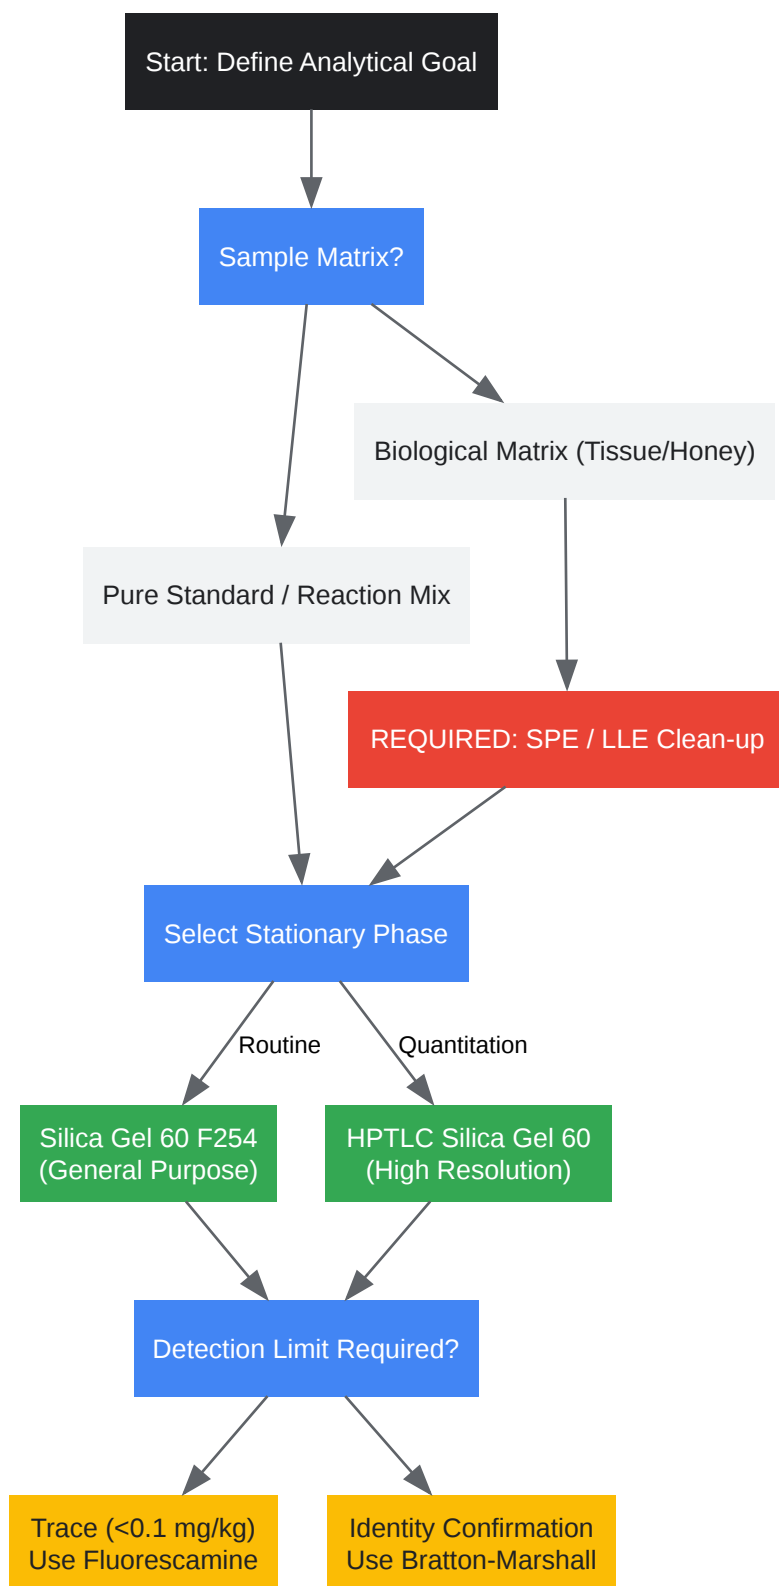 Start: Define Analytical Goal
Sample Matrix?
Biological Matrix (Tissue/Honey)
Pure Standard / Reaction Mix
REQUIRED: SPE / LLE Clean-up
Select Stationary Phase
Routine
Quantitation
Silica Gel 60 F254
(General Purpose)
HPTLC Silica Gel 60
(High Resolution)
Detection Limit Required?
Trace (<0.1 mg/kg)
Use Fluorescamine
Identity Confirmation
Use Bratton-Marshall